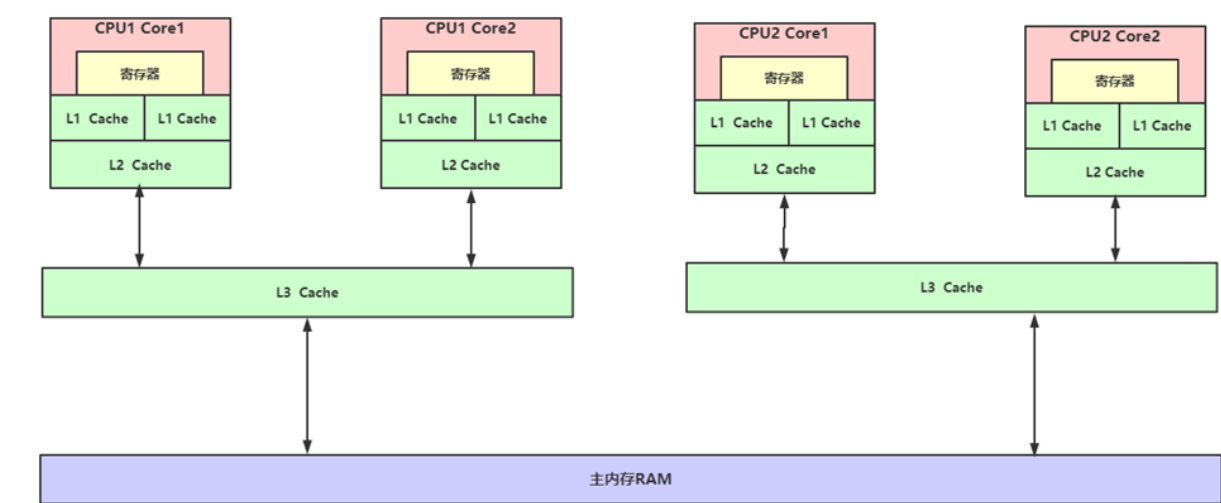 CPU1 Core1
寄存器
L1 Cache
L1 Cache
L2 Cache
CPU1 Core2
寄存器
L1 Cache
L1 Cache
L2 Cache
CPU2 Core1
寄存器
L1 Cache
L1 Cache
L2 Cache
CPU2 Core2
寄存器
L1 Cache
L1 Cache
L2 Cache
L3 Cache
L3 Cache
主内存RAM